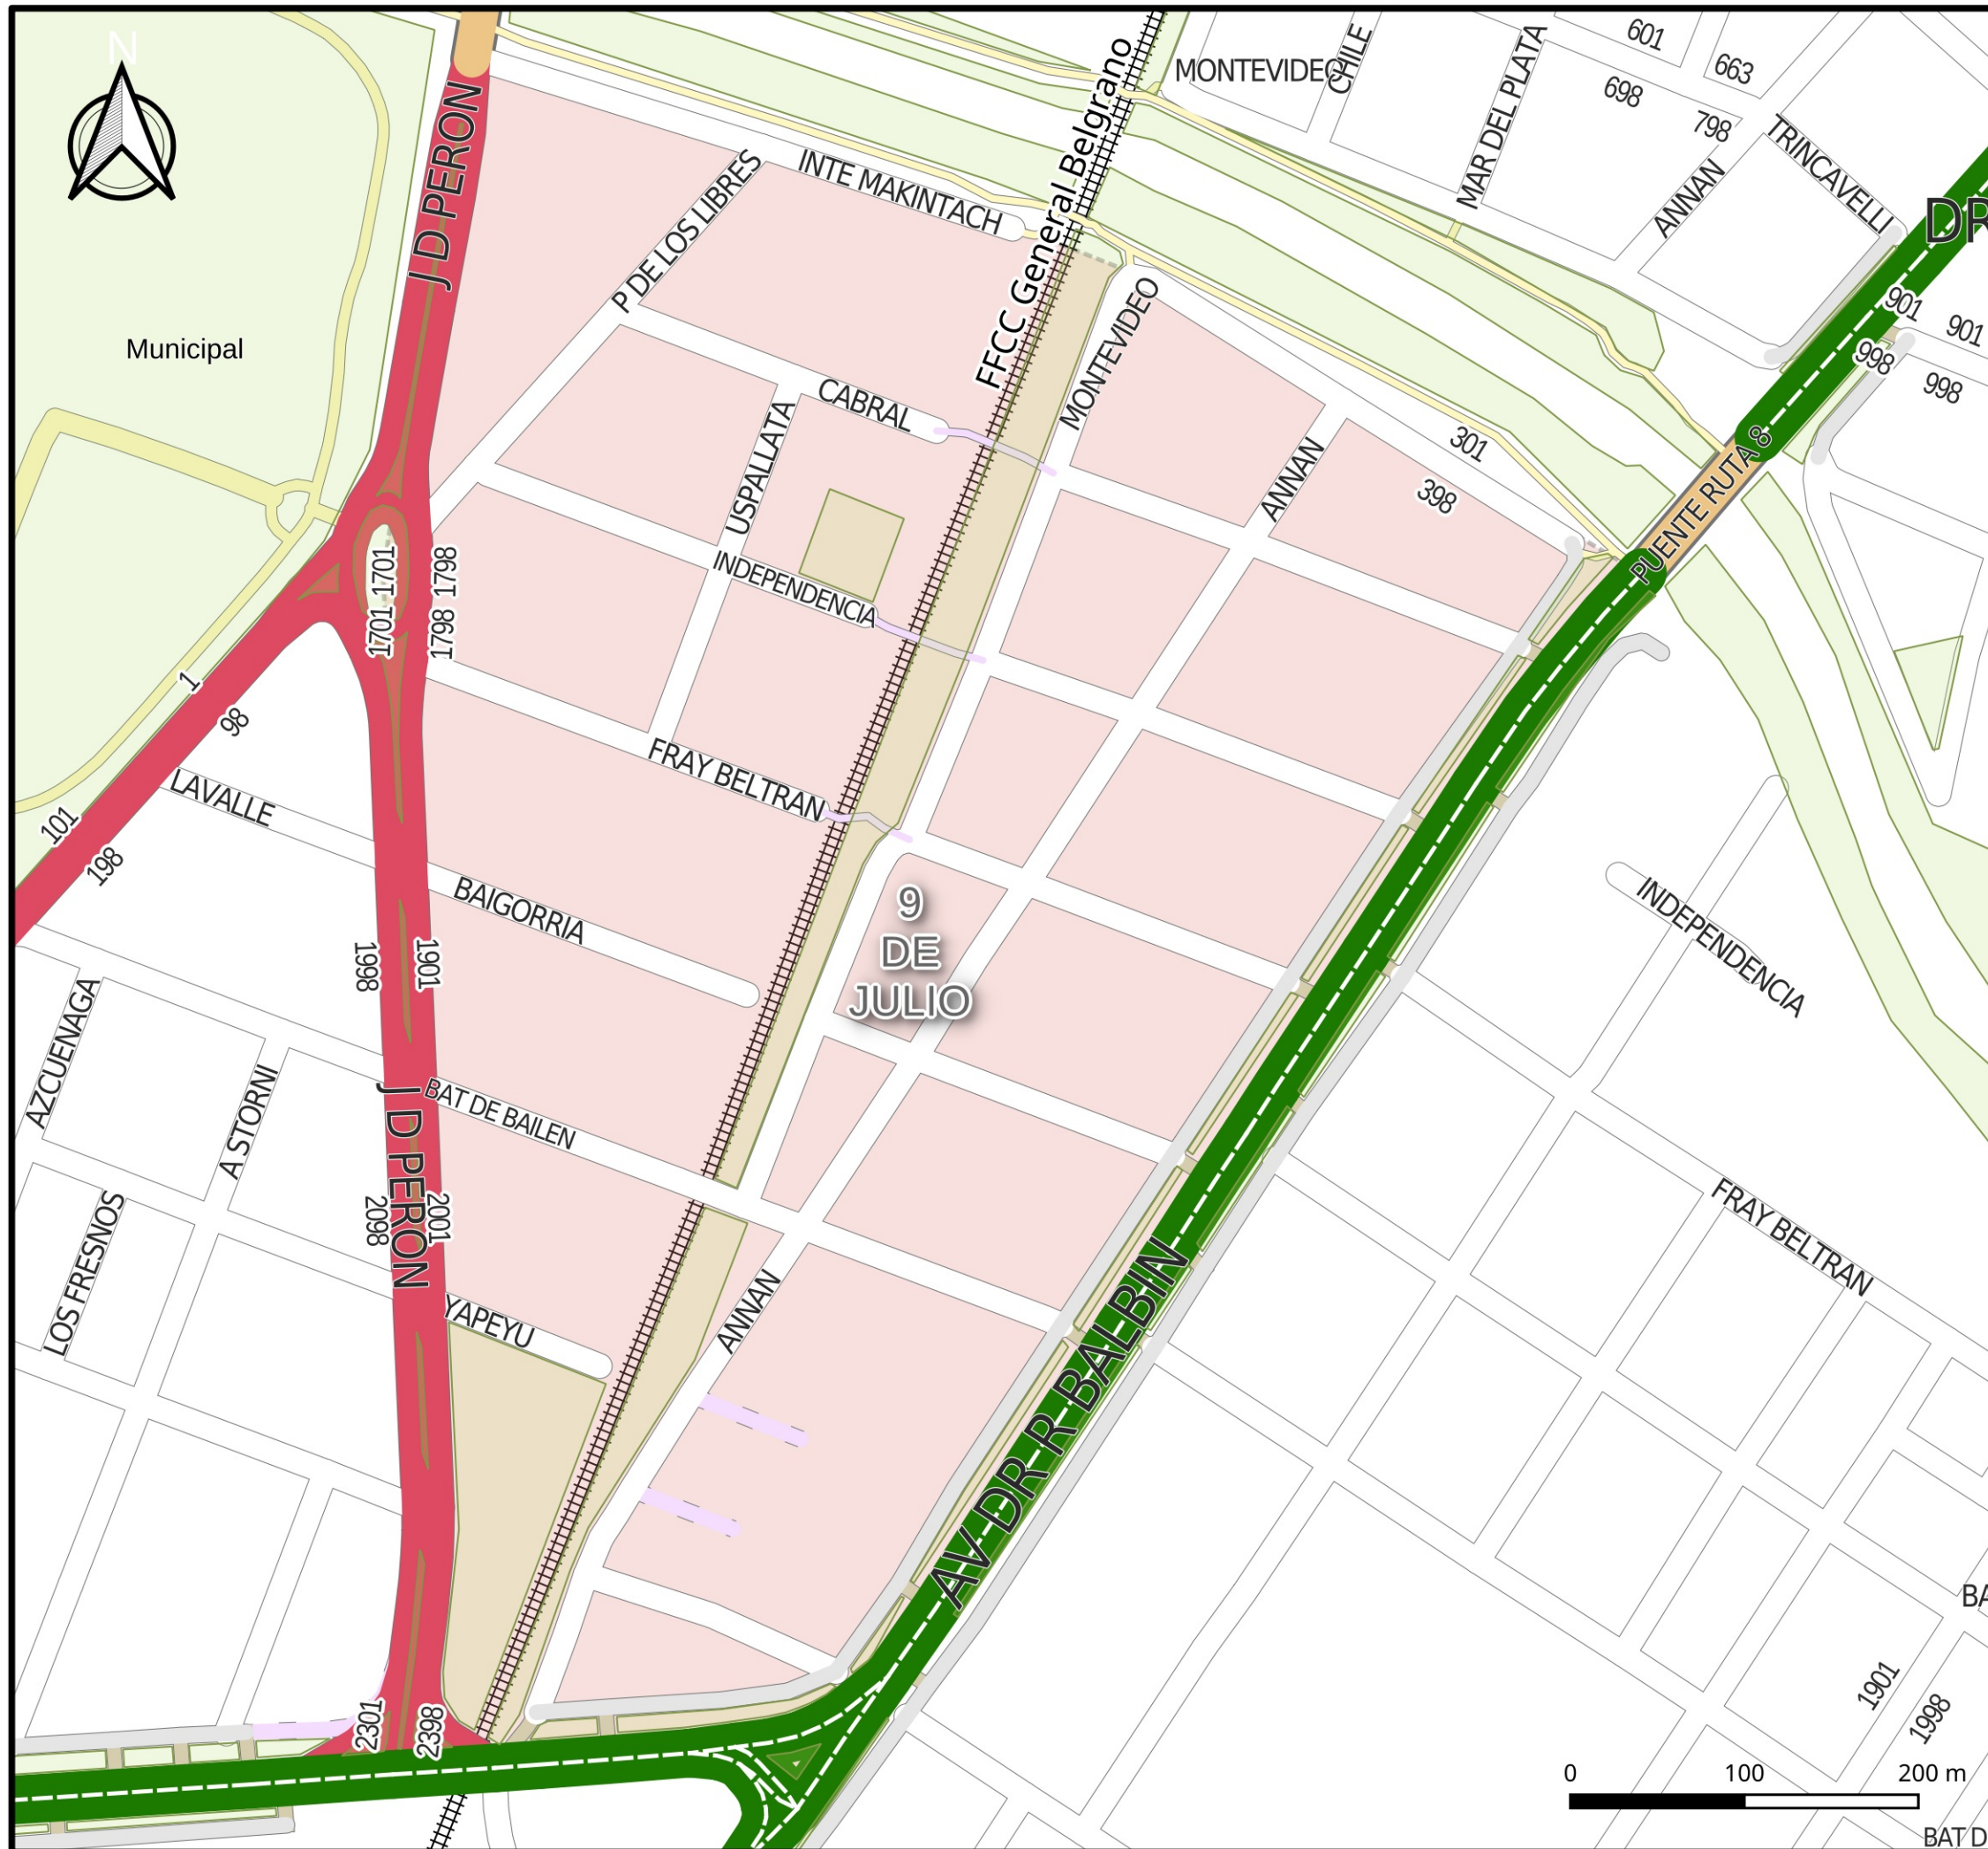 N
MONTEVIDEO
CHILE
MAR DEL PLATA
601
663
698
798
TRINCAVELLI
ANNAN
DR
J D PERON
P DE LOS LIBRES
INTE MAKINTACH
FFCC General Belgrano
MONTEVIDEO
901
901
998
998
Municipal
CABRAL
USPALLATA
ANNAN
301
398
PUENTE RUTA 8
INDEPENDENCIA
1701
1701
1798
1798
1
98
101
198
LAVALLE
FRAY BELTRAN
BAIGORRIA
9
DE
JULIO
INDEPENDENCIA
1998
1901
AZCUENAGA
A STORNI
BAT DE BAILEN
J D PERON
LOS FRESNOS
2098
2001
YAPEYU
ANNAN
FRAY BELTRAN
AV DR R BALBIN
BA
1901
1998
2301
2398
0 100 200 m
BAT D